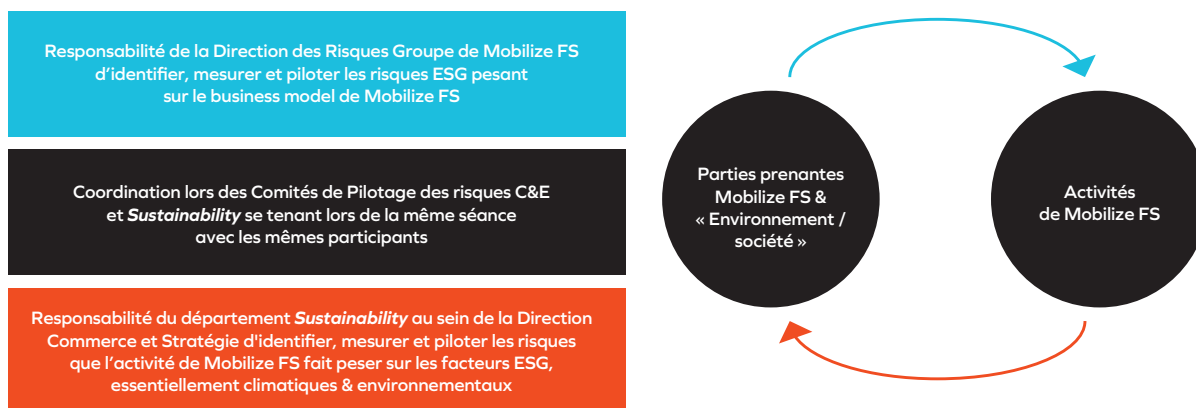 Responsabilité de la Direction des Risques Groupe de Mobilize FS
d’identifier, mesurer et piloter les risques ESG pesant
sur le business model de Mobilize FS
Coordination lors des Comités de Pilotage des risques C&E
et Sustainability se tenant lors de la même séance
avec les mêmes participants
Responsabilité du département Sustainability au sein de la Direction
Commerce et Stratégie d'identifier, mesurer et piloter les risques
que l’activité de Mobilize FS fait peser sur les facteurs ESG,
essentiellement climatiques & environnementaux
Parties prenantes
Mobilize FS &
« Environnement /
société »
Activités
de Mobilize FS